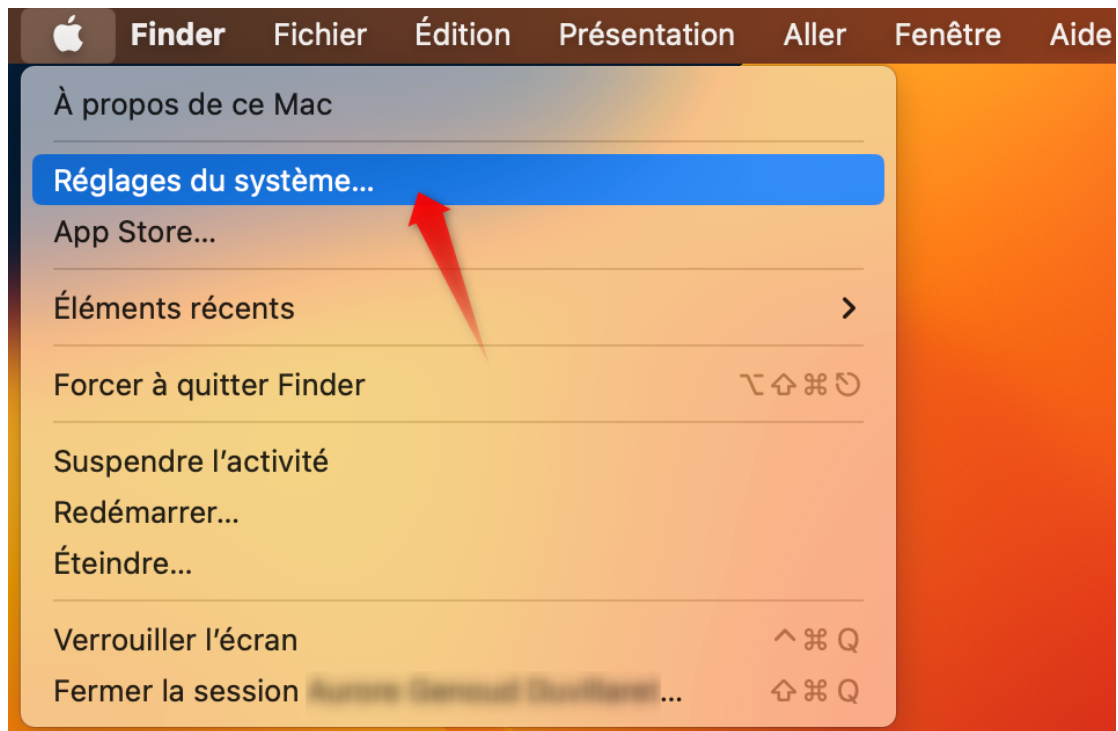 Finder Fichier Édition Présentation Aller Fenêtre Aide
À propos de ce Mac
Réglages du système...
App Store...
Éléments récents
Forcer à quitter Finder ⌥⇧⌘⎋
Suspendre l’activité
Redémarrer...
Éteindre...
Verrouiller l’écran ^⌘Q
Fermer la session ... ⇧⌘Q